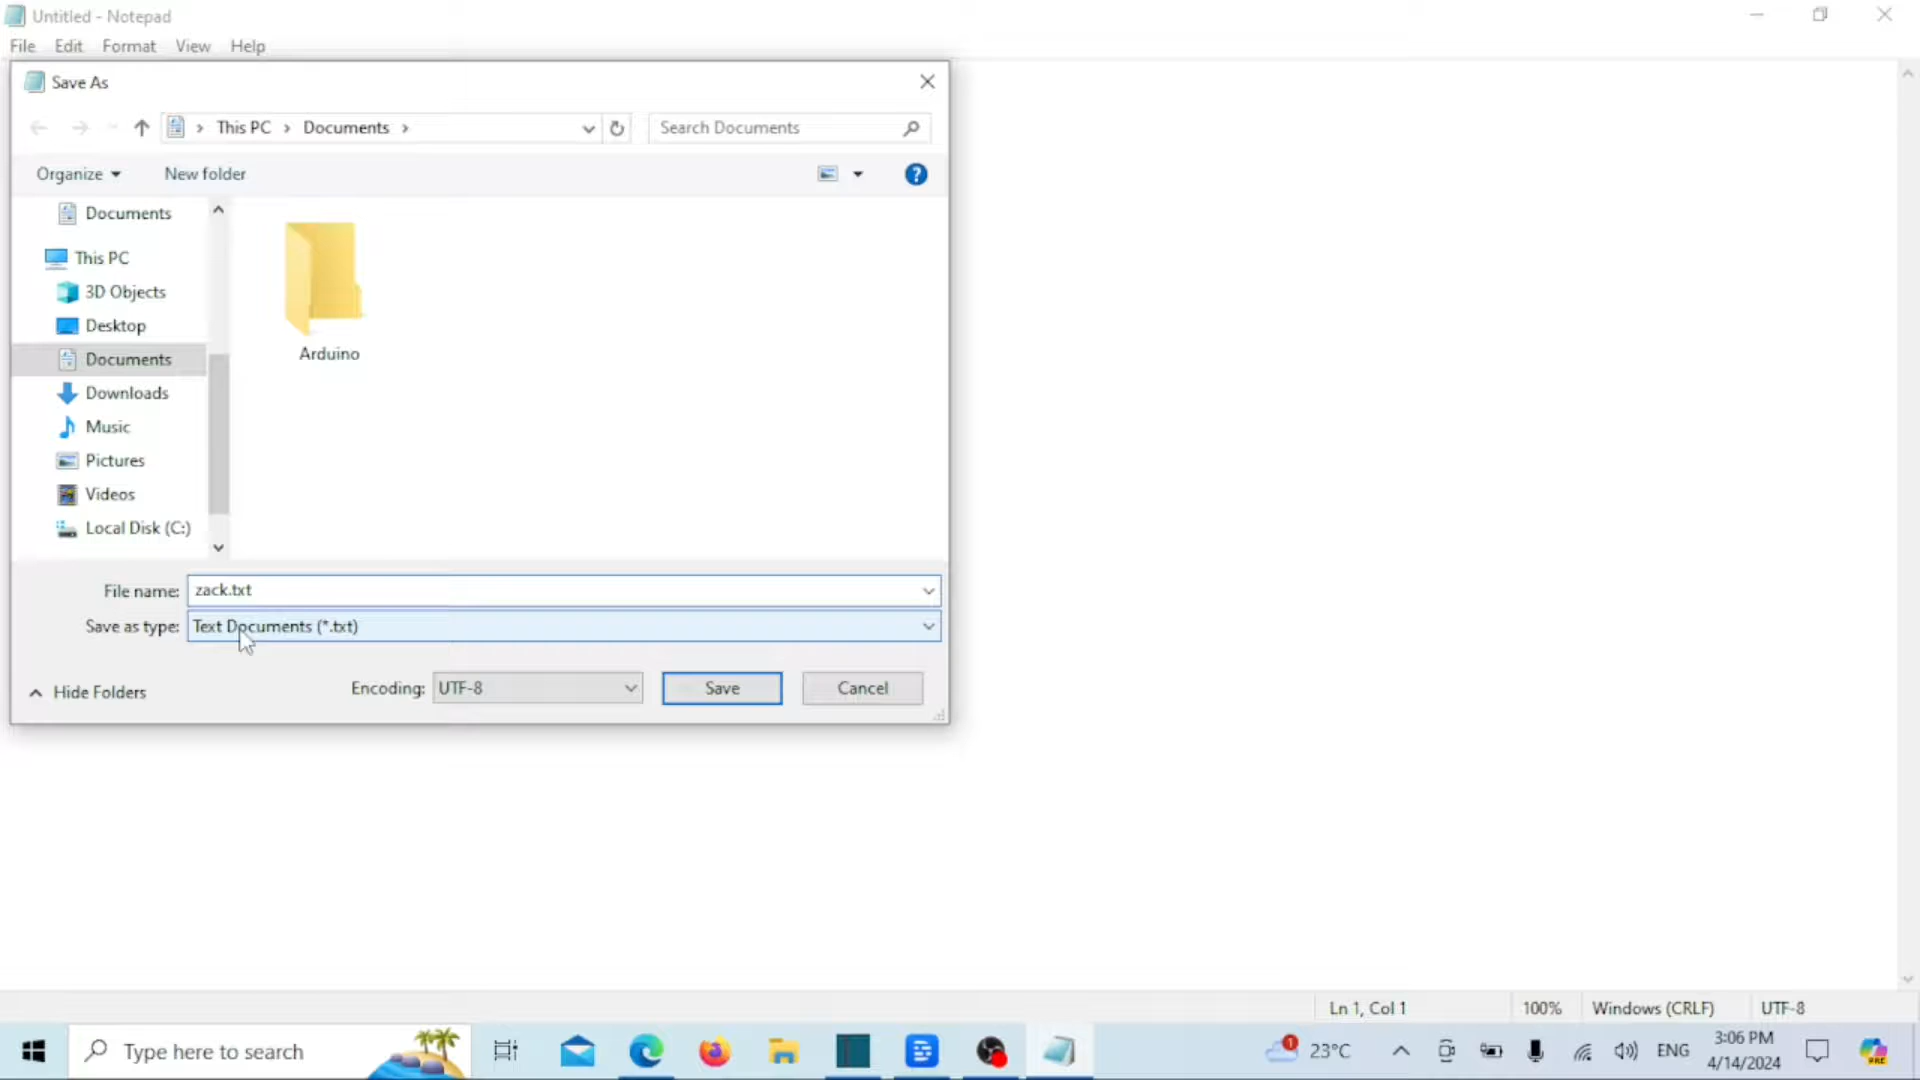 Untitled - Notepad
File Edit Format View Help
Save As
This PC Documents
Search Documents
Organize New folder
Documents
This PC
3D Objects
Desktop
Documents
Downloads
Music
Pictures
Videos
Local Disk (C:)
Arduino
File name: zack.txt
Save as type: Text Documents (*.txt)
Hide Folders Encoding: UTF-8 Save Cancel
Ln 1, Col 1 100% Windows (CRLF) UTF-8
Type here to search
1 23°C ENG
3:06 PM
4/14/2024
PRE